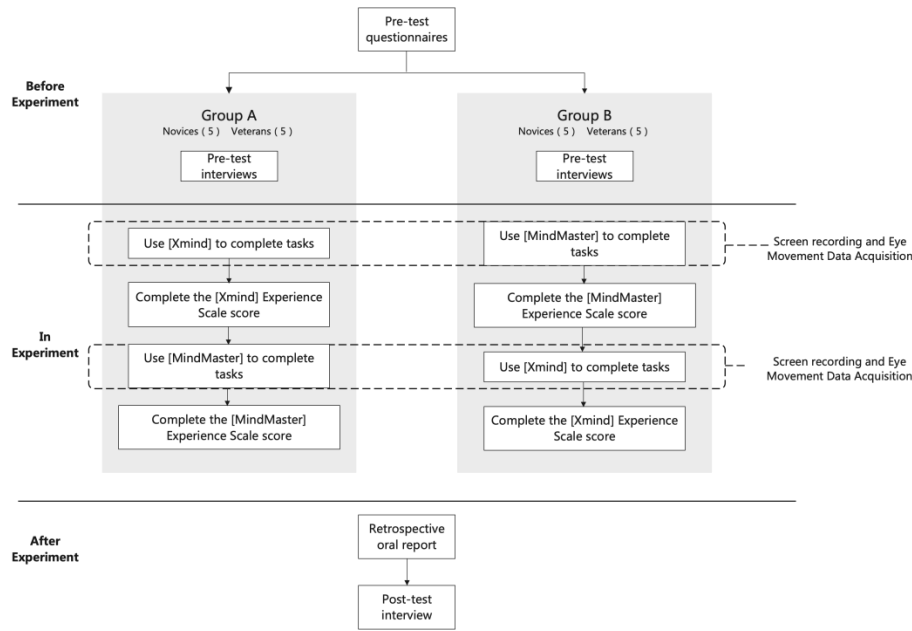 Pre-test
questionnaires
Before
Experiment
Group A
Novices ( 5 ) Veterans ( 5 )
Pre-test
interviews
Group B
Novices ( 5 ) Veterans ( 5 )
Pre-test
interviews
In
Experiment
Use [Xmind] to complete tasks
Complete the [Xmind] Experience
Scale score
Use [MindMaster] to complete
tasks
Complete the [MindMaster]
Experience Scale score
Use [MindMaster] to complete
tasks
Complete the [MindMaster]
Experience Scale score
Use [Xmind] to complete tasks
Complete the [Xmind] Experience
Scale score
Screen recording and Eye
Movement Data Acquisition
Screen recording and Eye
Movement Data Acquisition
After
Experiment
Retrospective
oral report
Post-test
interview